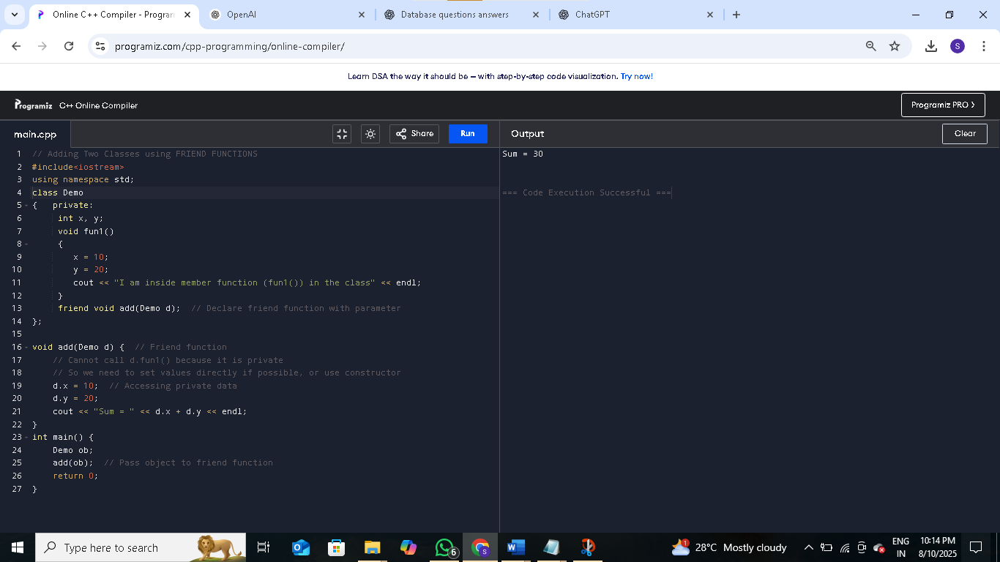 Online C++ Compiler - Program
OpenAI
Database questions answers
ChatGPT
programiz.com/cpp-programming/online-compiler/
S
Learn DSA the way it should be — with step-by-step code visualization. Try now!
Programiz C++ Online Compiler
Programiz PRO >
main.cpp
Share
Run
Output
Clear
1 // Adding Two Classes using FRIEND FUNCTIONS
2 #include<iostream>
3 using namespace std;
4 class Demo
5 { private:
6 int x, y;
7 void fun1()
8 {
9 x = 10;
10 y = 20;
11 cout << "I am inside member function (fun1()) in the class" << endl;
12 }
13 friend void add(Demo d); // Declare friend function with parameter
14 };
15
16 void add(Demo d) { // Friend function
17 // Cannot call d.fun1() because it is private
18 // So we need to set values directly if possible, or use constructor
19 d.x = 10; // Accessing private data
20 d.y = 20;
21 cout << "Sum = " << d.x + d.y << endl;
22 }
23 int main() {
24 Demo ob;
25 add(ob); // Pass object to friend function
26 return 0;
27 }
Sum = 30
=== Code Execution Successful ===
Type here to search
6
1
28°C Mostly cloudy
ENG
IN
10:14 PM
8/10/2025